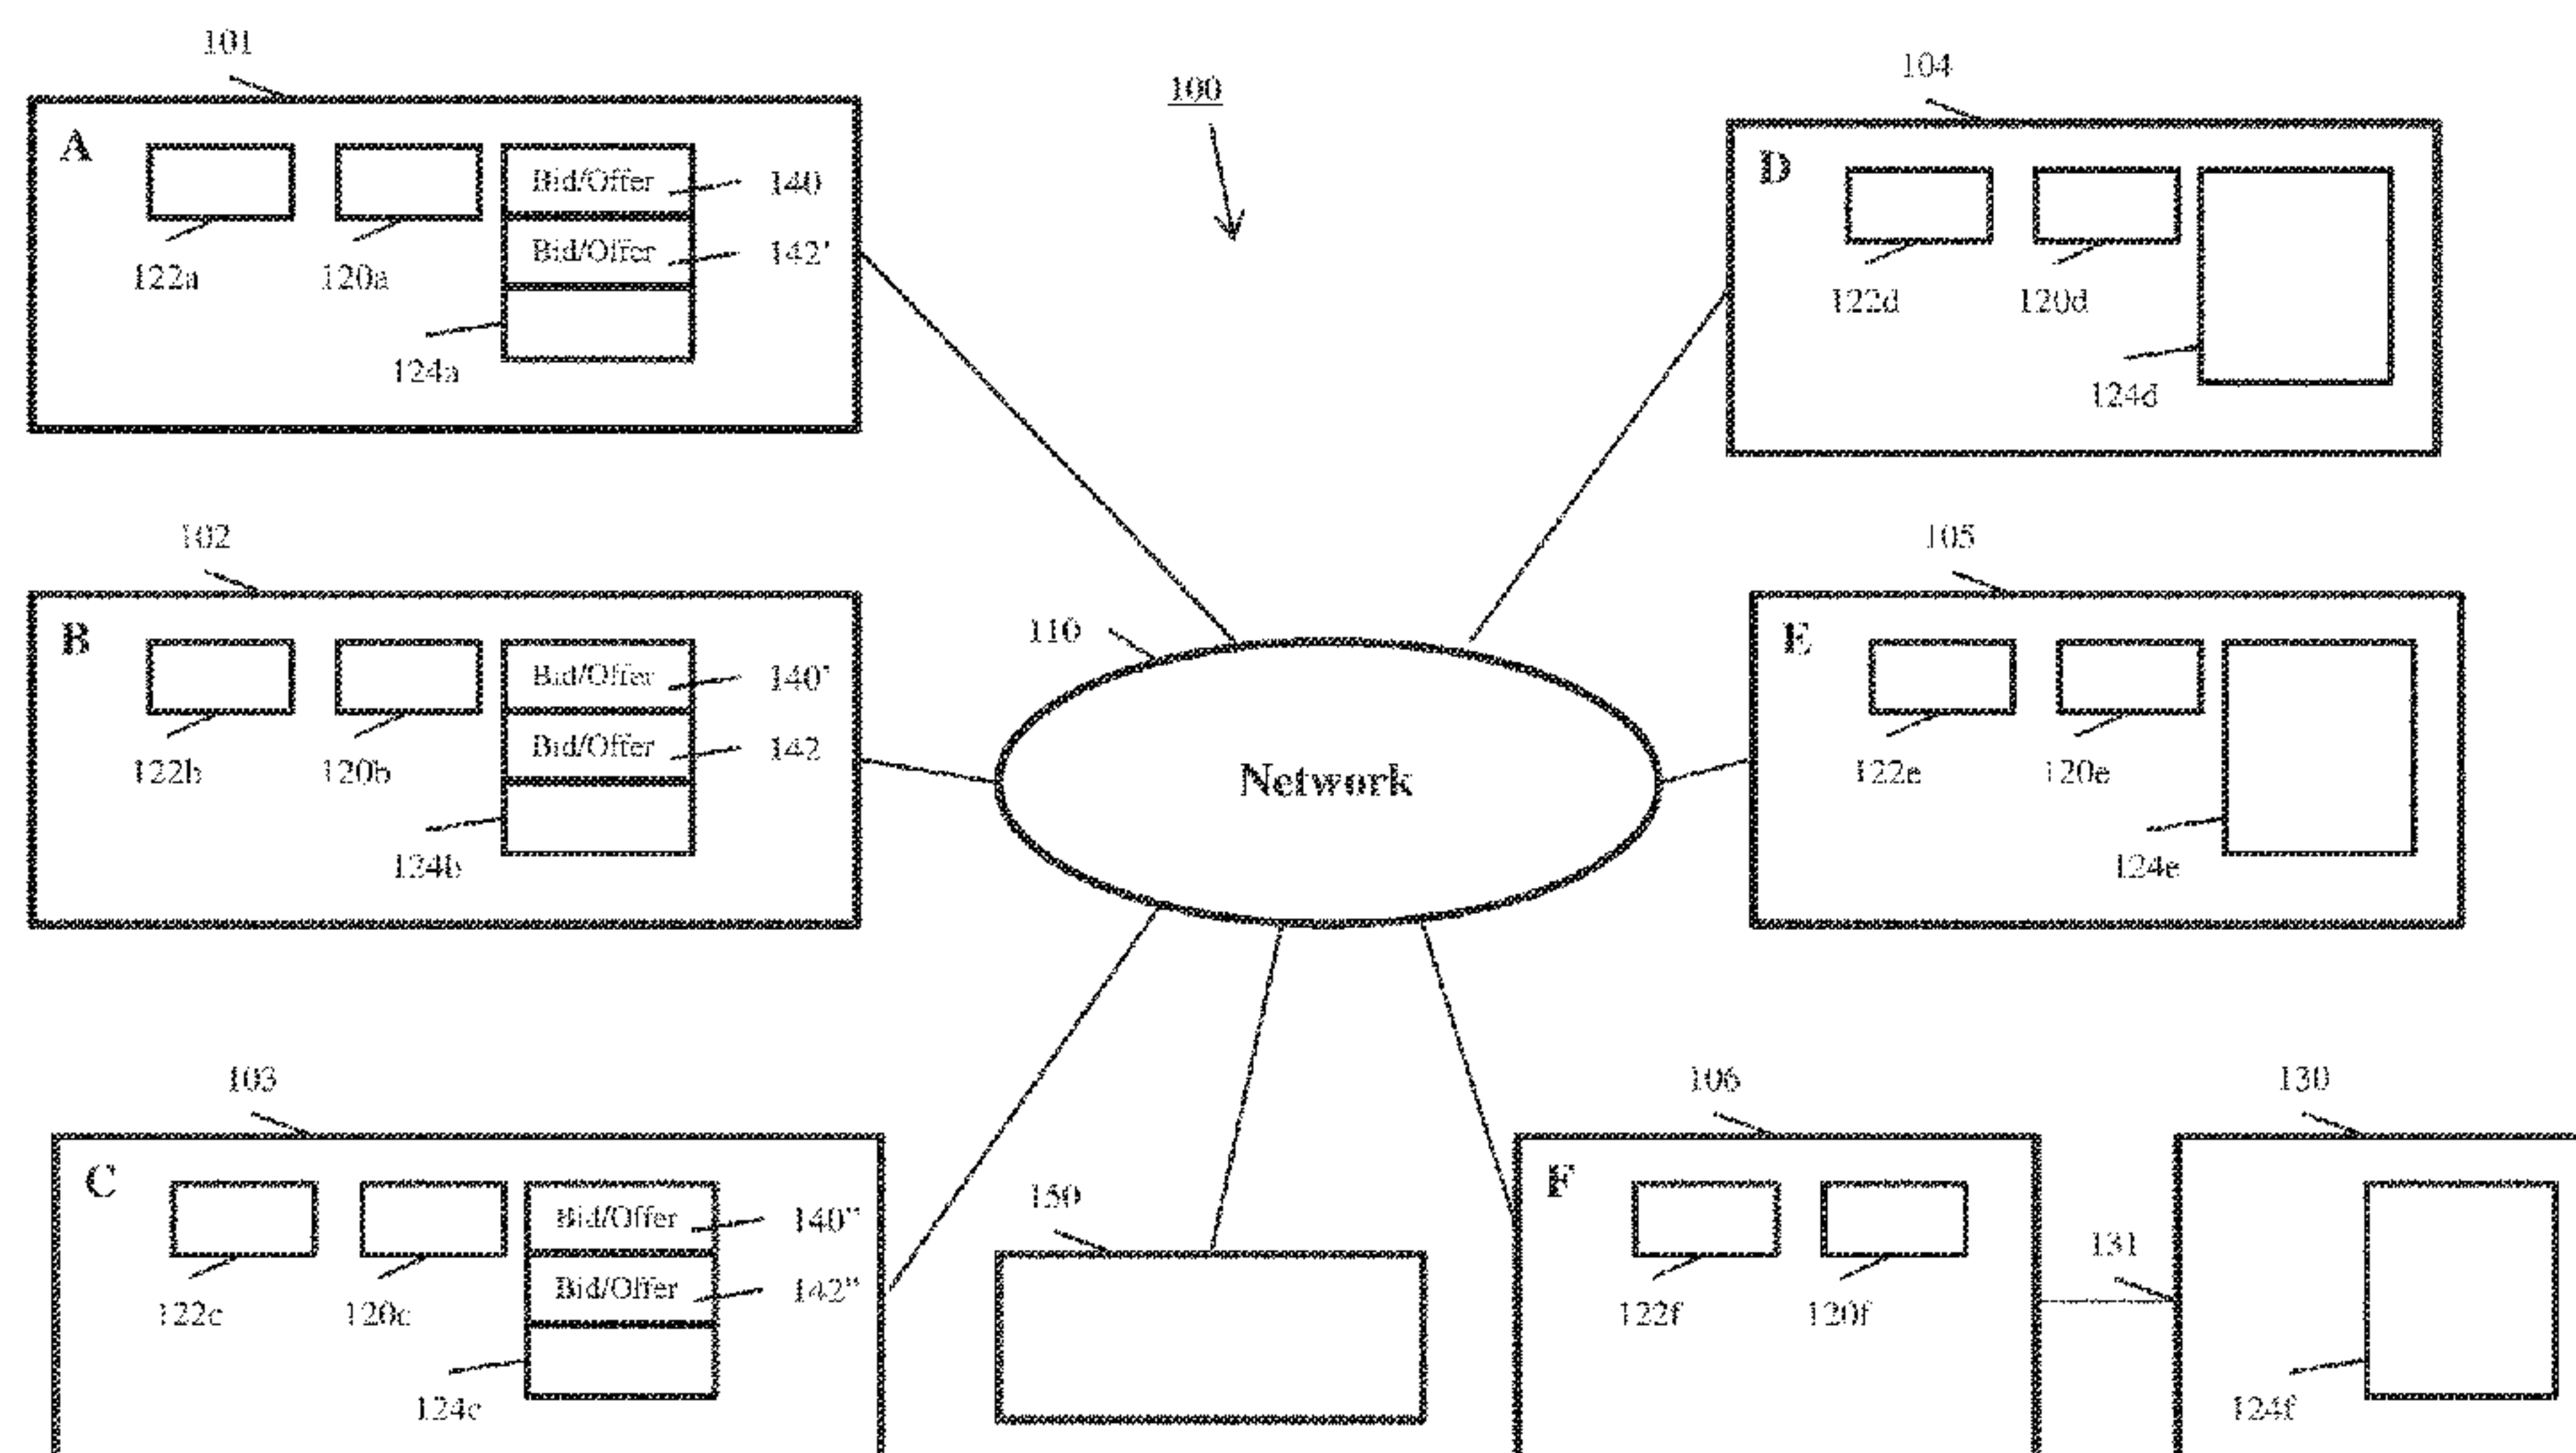 101
100
104
A
Bid/Offer
140
Bid/Offer
142'
122a
120a
124a
D
122d
120d
124d
102
105
B
Bid/Offer
140'
Bid/Offer
142
122b
120b
124b
110
Network
E
122e
120e
124e
103
106
130
C
Bid/Offer
140"
Bid/Offer
142"
122c
120c
124c
150
F
122f
120f
131
124f